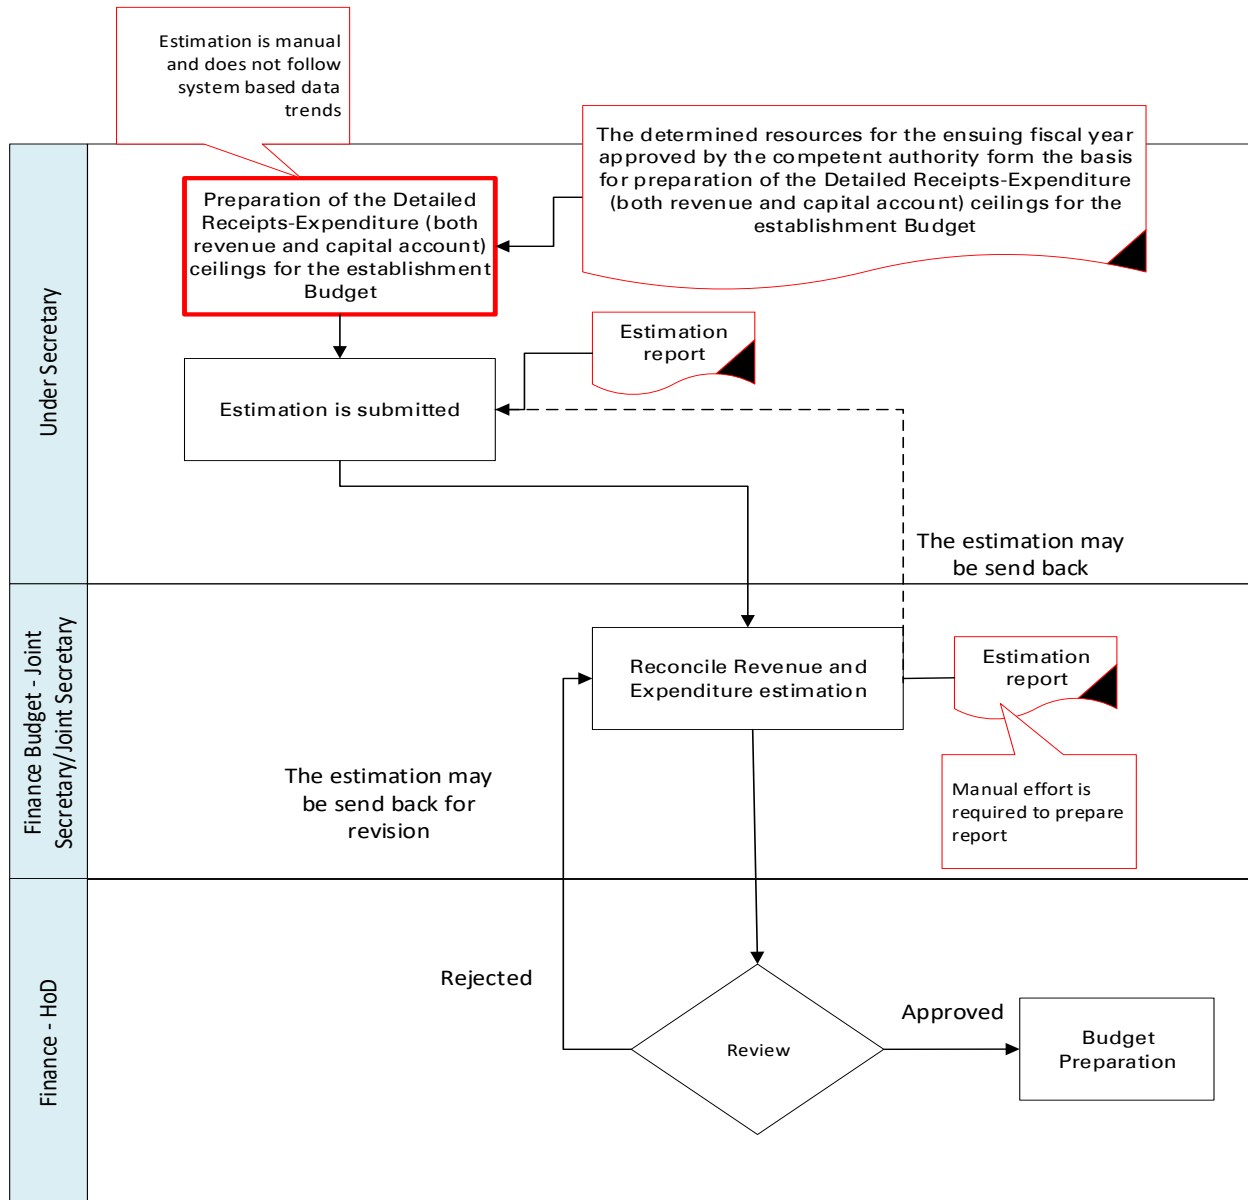 Estimation is manual
and does not follow
system based data
trends
The determined resources for the ensuing fiscal year
approved by the competent authority form the basis
for preparation of the Detailed Receipts-Expenditure
(both revenue and capital account) ceilings for the
establishment Budget
Under Secretary
Preparation of the Detailed
Receipts-Expenditure (both
revenue and capital account)
ceilings for the establishment
Budget
Estimation
report
Estimation is submitted
The estimation may
be send back
Finance Budget - Joint
Secretary/Joint Secretary
Reconcile Revenue and
Expenditure estimation
Estimation
report
The estimation may
be send back for
revision
Manual effort is
required to prepare
report
Finance - HoD
Rejected
Review
Approved
Budget
Preparation